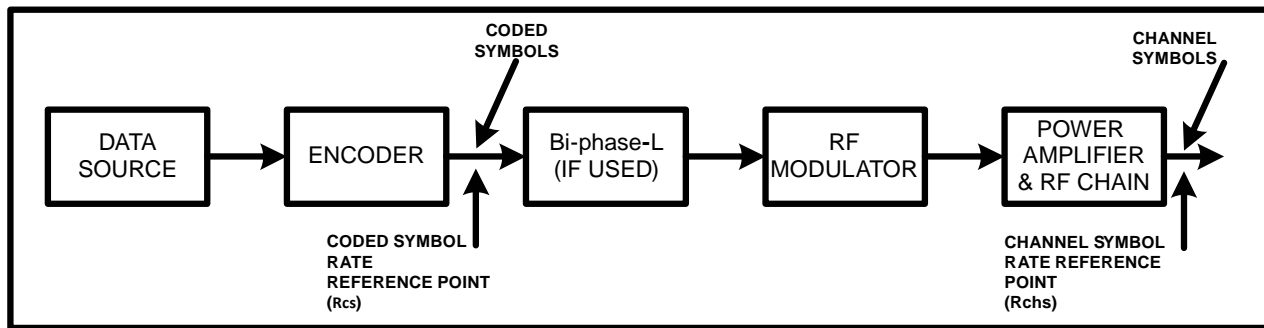 CODED
SYMBOLS
CHANNEL
SYMBOLS
DATA
SOURCE
ENCODER
Bi-phase-L
(IF USED)
RF
MODULATOR
POWER
AMPLIFIER
& RF CHAIN
CODED SYMBOL
RATE
REFERENCE POINT
(Rcs)
CHANNEL SYMBOL
RATE REFERENCE
POINT
(Rchs)